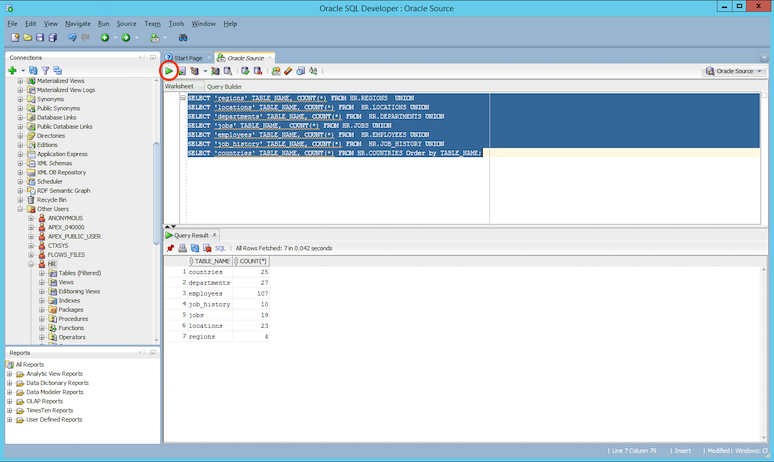 Oracle SQL Developer : Oracle Source
File Edit View Navigate Run Source Team Tools Window Help
Connections
Start Page
Oracle Source
Oracle Source
Worksheet
Query Builder
Materialized Views
Materialized View Logs
Synonyms
Public Synonyms
Database Links
Public Database Links
Directories
Editions
Application Express
XML Schemas
XML DB Repository
Scheduler
RDF Semantic Graph
Recycle Bin
Other Users
ANONYMOUS
APEX_040000
APEX_PUBLIC_USER
CTXSYS
FLOWS_FILES
HR
Tables (Filtered)
Views
Editioning Views
Indexes
Packages
Procedures
Functions
Operators
SELECT 'regions' TABLE_NAME, COUNT(*) FROM HR.REGIONS UNION
SELECT 'locations' TABLE_NAME, COUNT(*) FROM HR.LOCATIONS UNION
SELECT 'departments' TABLE_NAME, COUNT(*) FROM HR.DEPARTMENTS UNION
SELECT 'jobs' TABLE_NAME, COUNT(*) FROM HR.JOBS UNION
SELECT 'employees' TABLE_NAME, COUNT(*) FROM HR.EMPLOYEES UNION
SELECT 'job_history' TABLE_NAME, COUNT(*) FROM HR.JOB_HISTORY UNION
SELECT 'countries' TABLE_NAME, COUNT(*) FROM HR.COUNTRIES Order by TABLE_NAME;
Query Result
SQL | All Rows Fetched: 7 in 0.042 seconds
TABLE_NAME COUNT(*)
1 countries 25
2 departments 27
3 employees 107
4 job_history 10
5 jobs 19
6 locations 23
7 regions 4
Reports
All Reports
Analytic View Reports
Data Dictionary Reports
Data Modeler Reports
OLAP Reports
TimesTen Reports
User Defined Reports
| Line 7 Column 79 | Insert | Modified | Windows: C